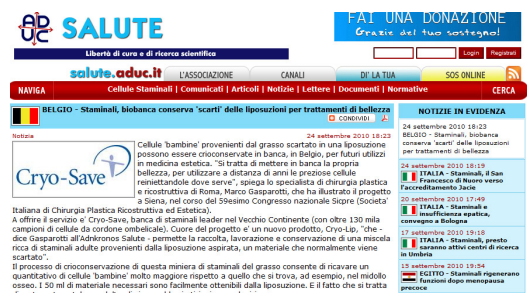 ADUC SALUTE
FAI UNA DONAZIONE
Grazie del tuo sostegno!
Libertà di cura e di ricerca scientifica
Login Registrati
salute.aduc.it L'ASSOCIAZIONE CANALI DI' LA TUA SOS ONLINE
NAVIGA Cellule Staminali | Comunicati | Articoli | Notizie | Lettere | Documenti | Normative CERCA
BELGIO - Staminali, biobanca conserva 'scarti' delle liposuzioni per trattamenti di bellezza
CONDIVIDI
Notizia 24 settembre 2010 18:23
Cryo-Save
Cellule 'bambine' provenienti dal grasso scartato in una liposuzione
possono essere crioconservate in banca, in Belgio, per futuri utilizzi
in medicina estetica. "Si tratta di mettere in banca la propria
bellezza, per utilizzare a distanza di anni le preziose cellule
reiniettandole dove serve", spiega lo specialista di chirurgia plastica
e ricostruttiva di Roma, Marco Gasparotti, che ha illustrato il progetto
a Siena, nel corso del 59esimo Congresso nazionale Sicpre (Societa'
Italiana di Chirurgia Plastica Ricostruttiva ed Estetica).
A offrire il servizio e' Cryo-Save, banca di staminali leader nel Vecchio Continente (con oltre 130 mila
campioni di cellule da cordone ombelicale). Cuore del progetto e' un nuovo prodotto, Cryo-Lip, "che -
dice Gasparotti all'Adnkronos Salute - permette la raccolta, lavorazione e conservazione di una miscela
ricca di staminali adulte provenienti dalla liposuzione aspirata, un materiale che normalmente viene
scartato".
Il processo di crioconservazione di questa miniera di staminali del grasso consente di ricavare un
quantitativo di cellule 'bambine' molto maggiore rispetto a quello che si trova, ad esempio, nel midollo
osseo. I 50 ml di materiale necessari sono facilmente ottenibili dalla liposuzione. E il fatto che si tratta
NOTIZIE IN EVIDENZA
24 settembre 2010 18:23
BELGIO - Staminali, biobanca
conserva 'scarti' delle liposuzioni
per trattamenti di bellezza
24 settembre 2010 18:19
ITALIA - Staminali, il San
Francesco di Nuoro verso
l'accreditamento Jacie
20 settembre 2010 17:49
ITALIA - Staminali e
insufficienza epatica,
convegno a Bologna
17 settembre 2010 19:18
ITALIA - Staminali, presto
saranno attivi centri di ricerca
in Umbria
15 settembre 2010 19:54
EGITTO - Staminali rigenerano
funzioni dopo menopausa
precoce